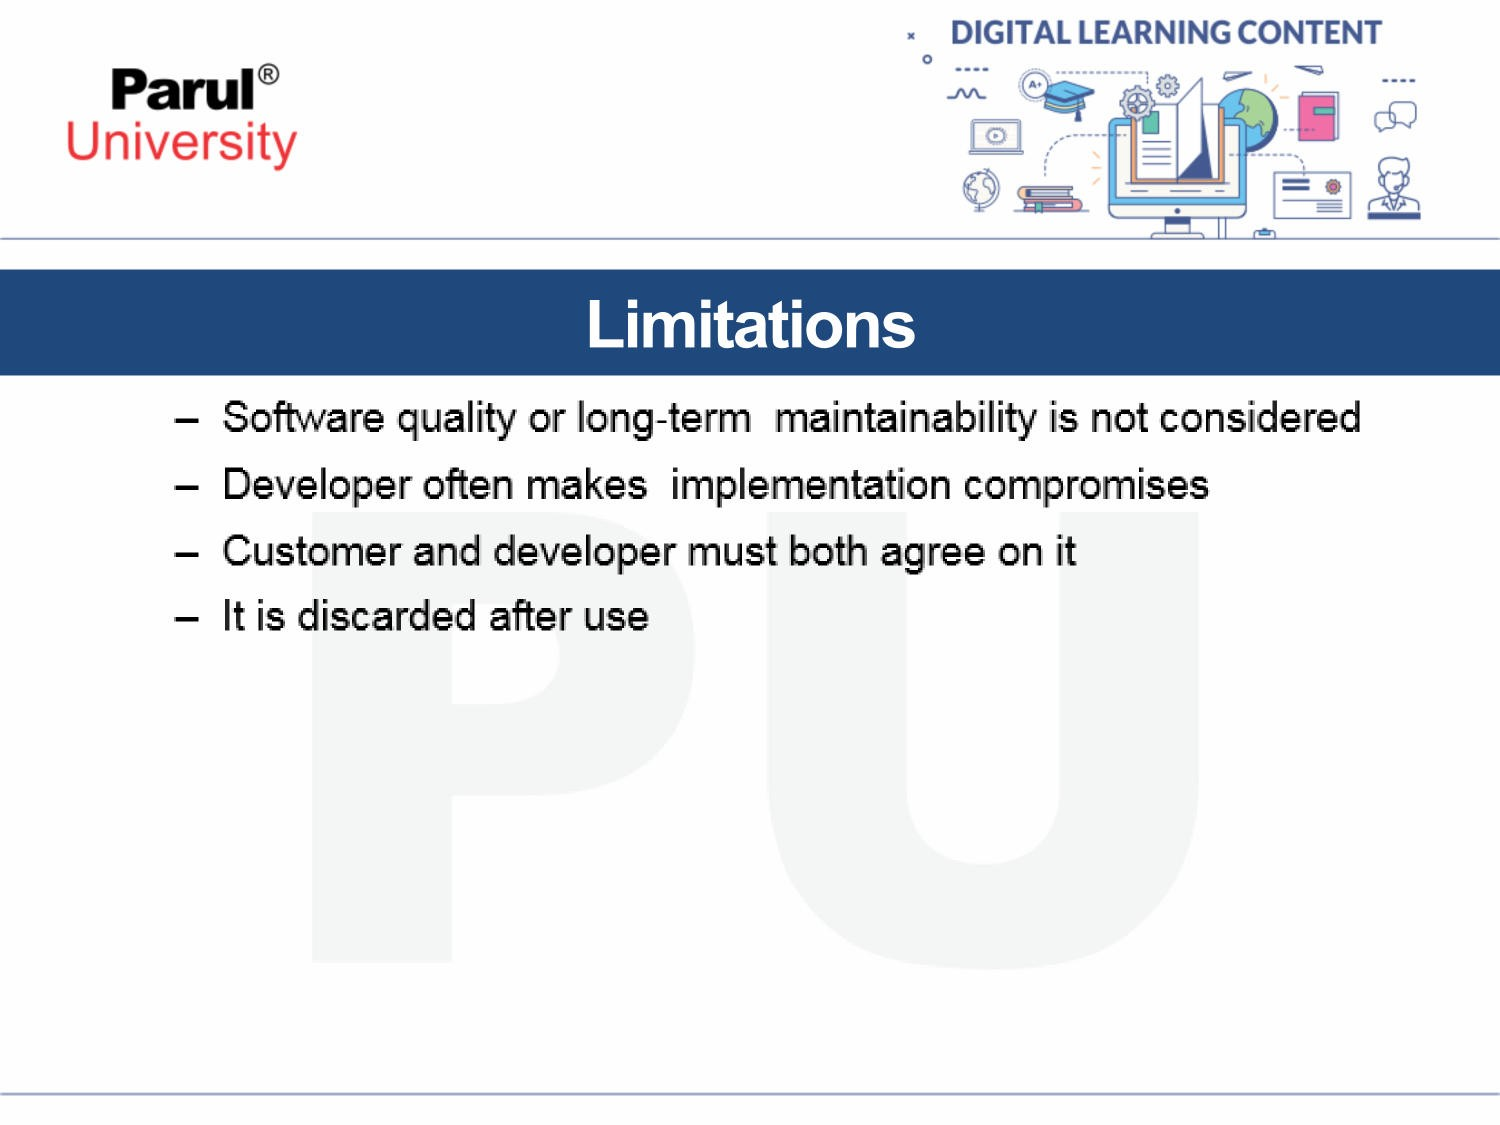 DIGITAL LEARNING CONTENT
A+
Parul®
University
Limitations
– Software quality or long-term maintainability is not considered
– Developer often makes implementation compromises
– Customer and developer must both agree on it
– It is discarded after use
PU